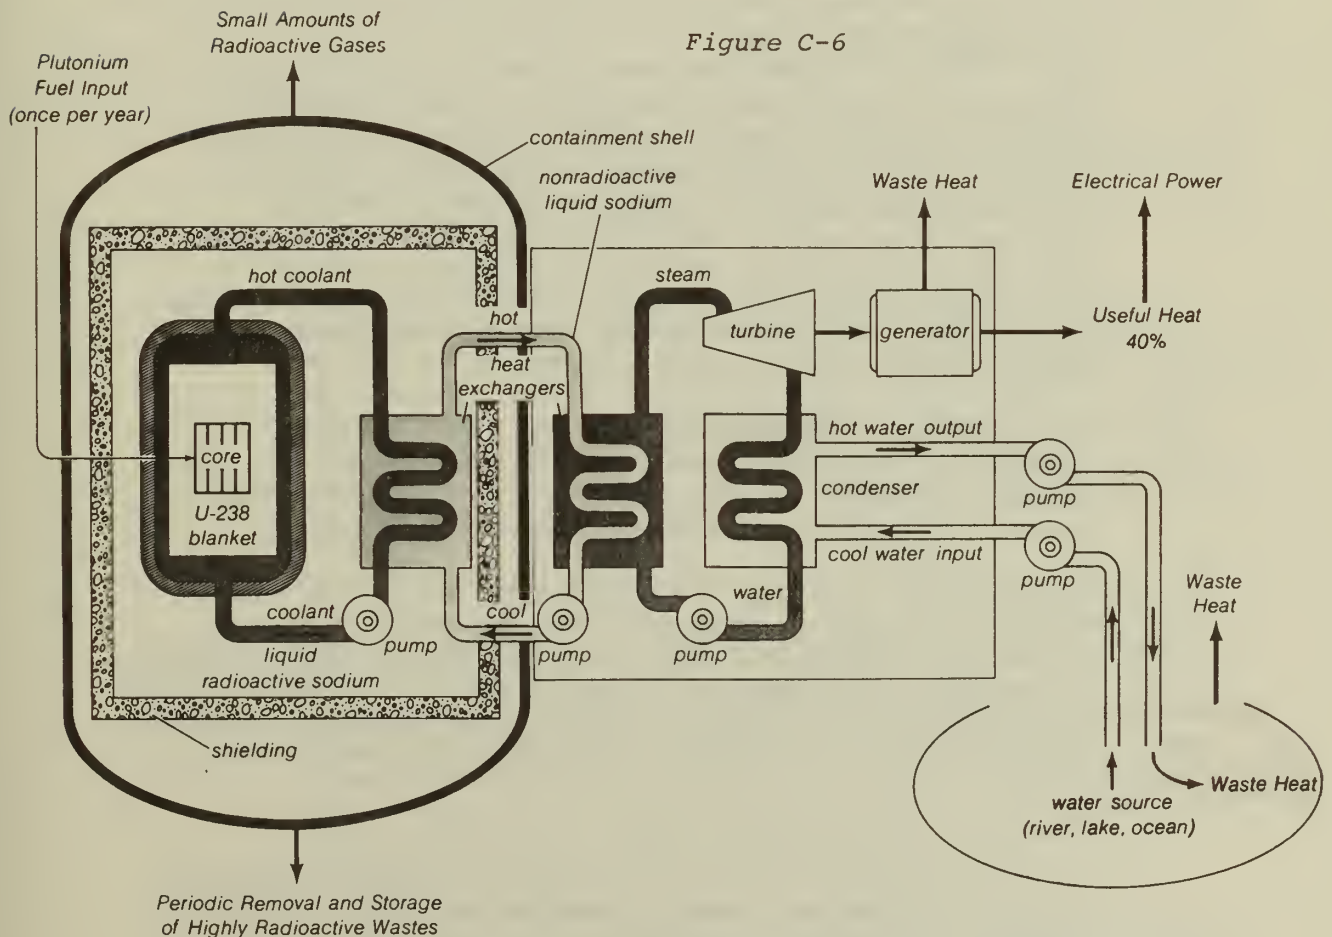 Figure C-6
Small Amounts of
Radioactive Gases
Plutonium
Fuel Input
(once per year)
containment shell
nonradioactive
liquid sodium
Waste Heat
Electrical Power
hot coolant
steam
hot
turbine
generator
Useful Heat
40%
heat
exchangers
core
U-238
blanket
hot water output
pump
condenser
cool water input
pump
coolant
pump
liquid
radioactive sodium
cool
pump
water
pump
Waste
Heat
shielding
Waste Heat
water source
(river, lake, ocean)
Periodic Removal and Storage
of Highly Radioactive Wastes